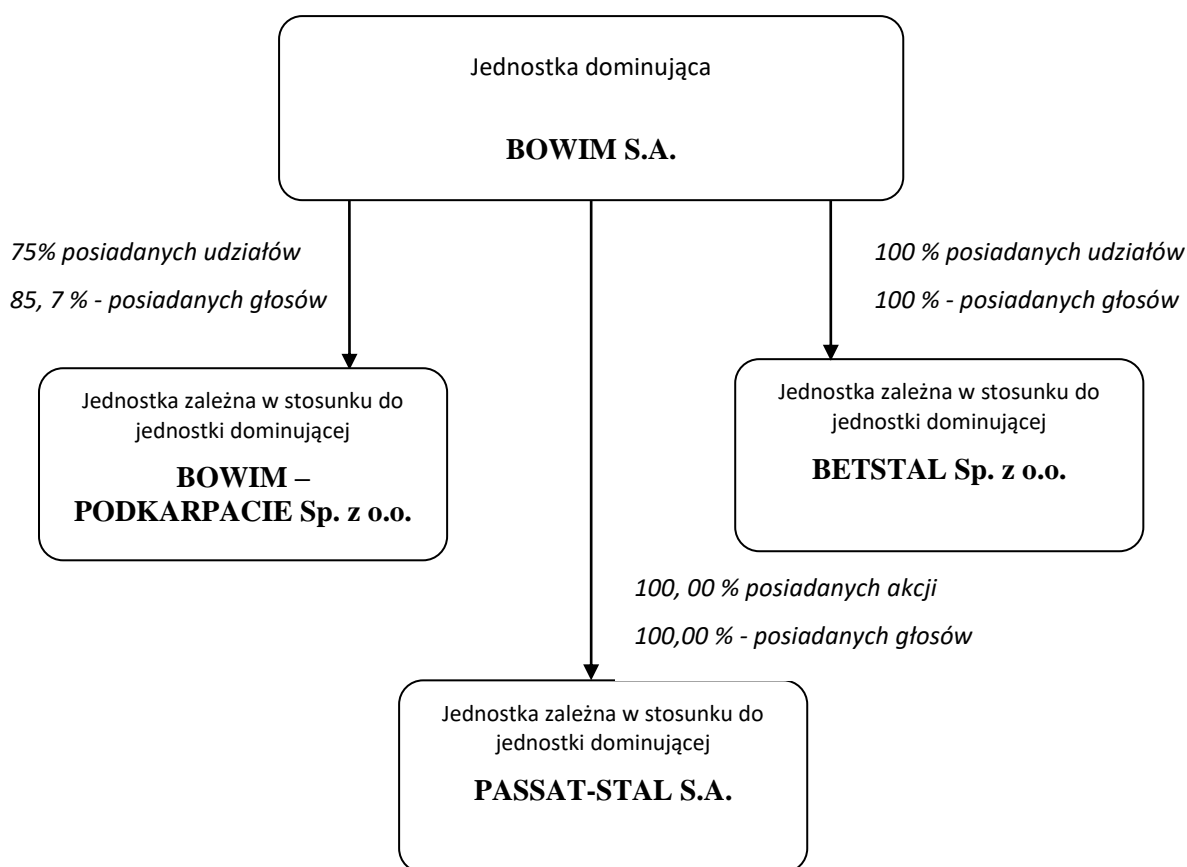 Jednostka dominująca
BOWIM S.A.
75% posiadanych udziałów
85, 7 % - posiadanych głosów
100 % posiadanych udziałów
100 % - posiadanych głosów
Jednostka zależna w stosunku do
jednostki dominującej
BOWIM –
PODKARPACIE Sp. z o.o.
Jednostka zależna w stosunku do
jednostki dominującej
BETSTAL Sp. z o.o.
100, 00 % posiadanych akcji
100,00 % - posiadanych głosów
Jednostka zależna w stosunku do
jednostki dominującej
PASSAT-STAL S.A.